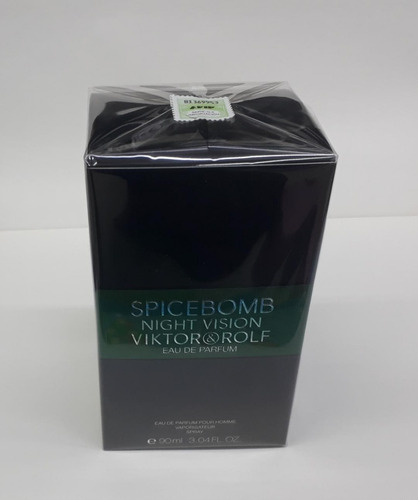 SPICEBOMB
NIGHT VISION
VIKTOR&ROLF
EAU DE PARFUM
EAU DE PARFUM POUR HOMME
VAPORISATEUR
SPRAY
℮ 90ml 3.04 FL. OZ.